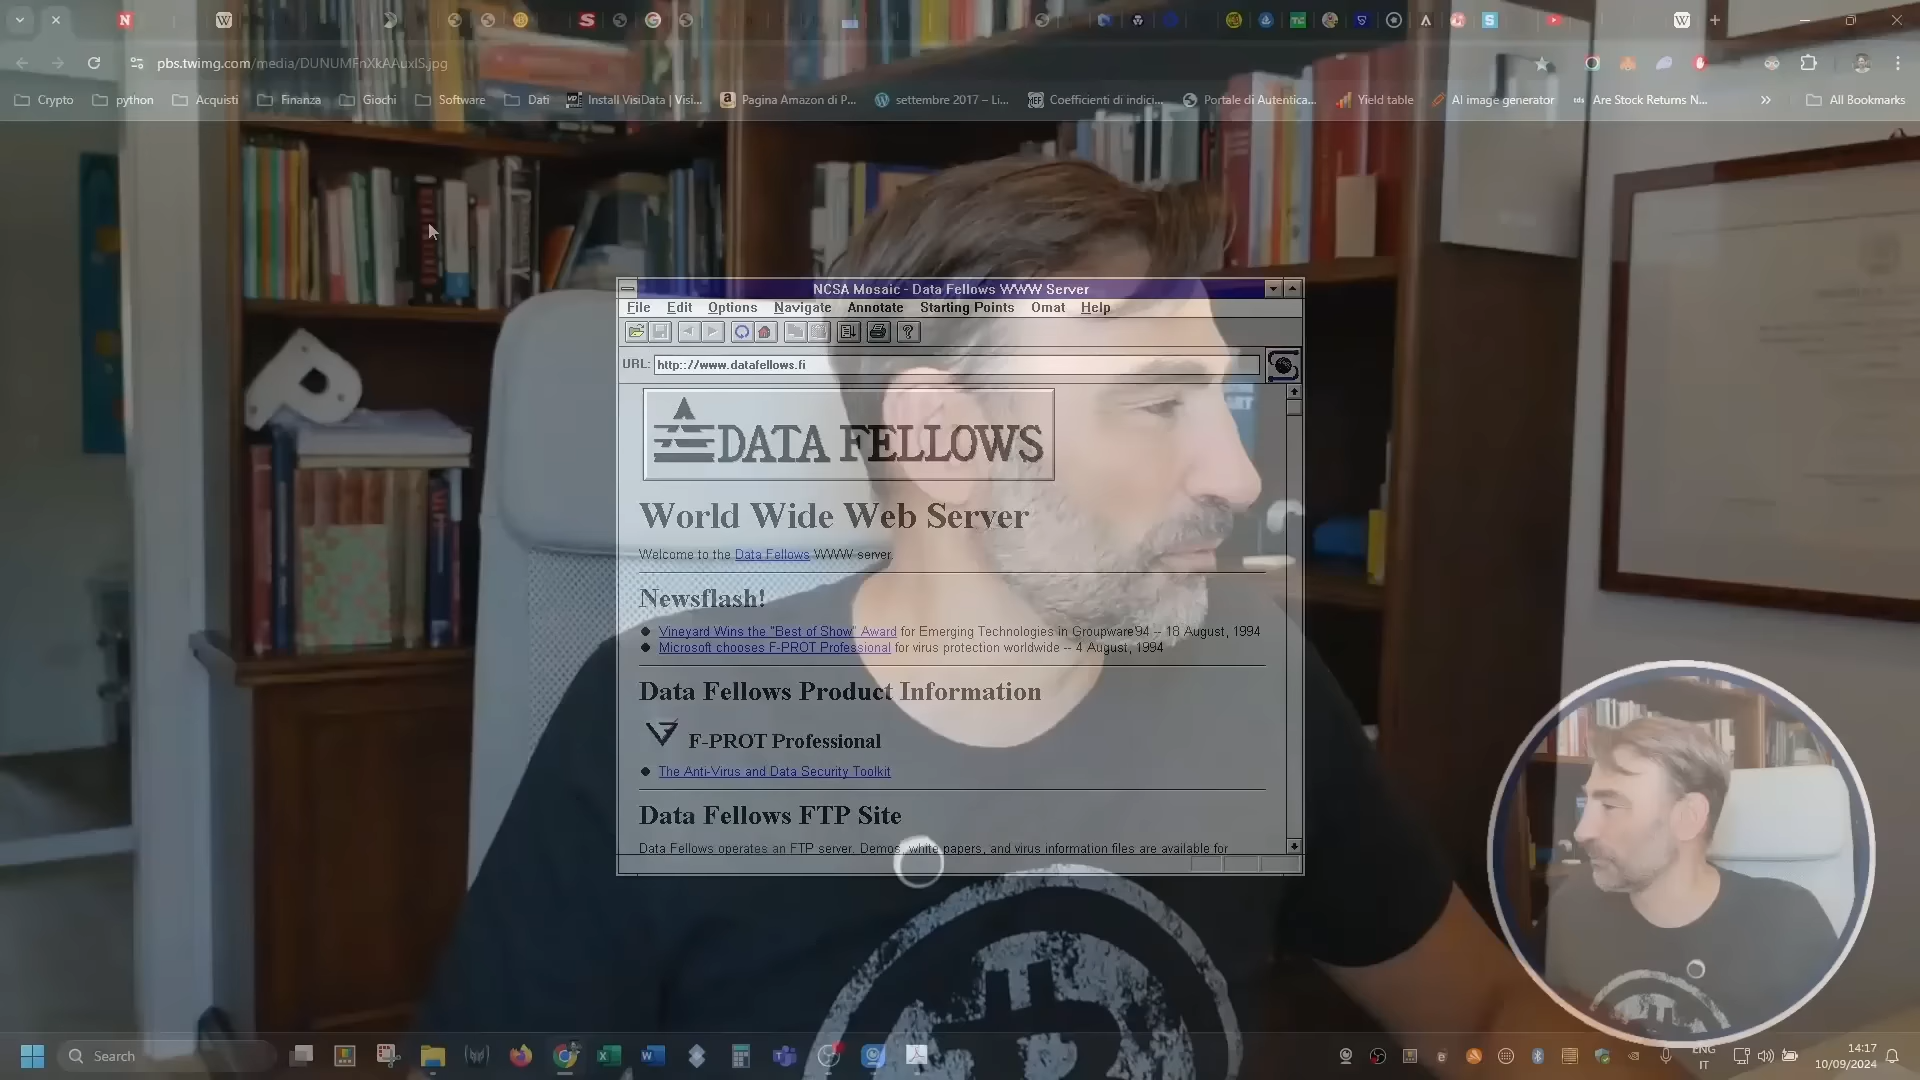 pbs.twimg.com/media/DUNUMFnXkAAuxIS.jpg
Crypto python Acquisti Finanza Giochi Software Dati Install VisiData | Visi... Pagina Amazon di P... settembre 2017 – Li... Coefficienti di indici... Portale di Autentica... Yield table AI image generator Are Stock Returns N... All Bookmarks
NCSA Mosaic - Data Fellows WWW Server
File Edit Options Navigate Annotate Starting Points Omat Help
URL: http:://www.datafellows.fi
DATA FELLOWS
World Wide Web Server
Welcome to the Data Fellows WWW server.
Newsflash!
Vineyard Wins the "Best of Show" Award for Emerging Technologies in Groupware'94 -- 18 August, 1994
Microsoft chooses F-PROT Professional for virus protection worldwide -- 4 August, 1994
Data Fellows Product Information
F-PROT Professional
The Anti-Virus and Data Security Toolkit
Data Fellows FTP Site
Data Fellows operates an FTP server. Demos, white papers, and virus information files are available for
Search
ENG
IT
14:17
10/09/2024